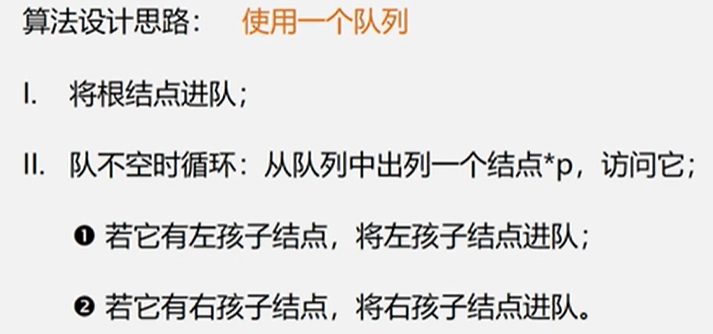 算法设计思路： 使用一个队列
I. 将根结点进队；
II. 队不空时循环：从队列中出列一个结点*p，访问它；
❶ 若它有左孩子结点，将左孩子结点进队；
❷ 若它有右孩子结点，将右孩子结点进队。